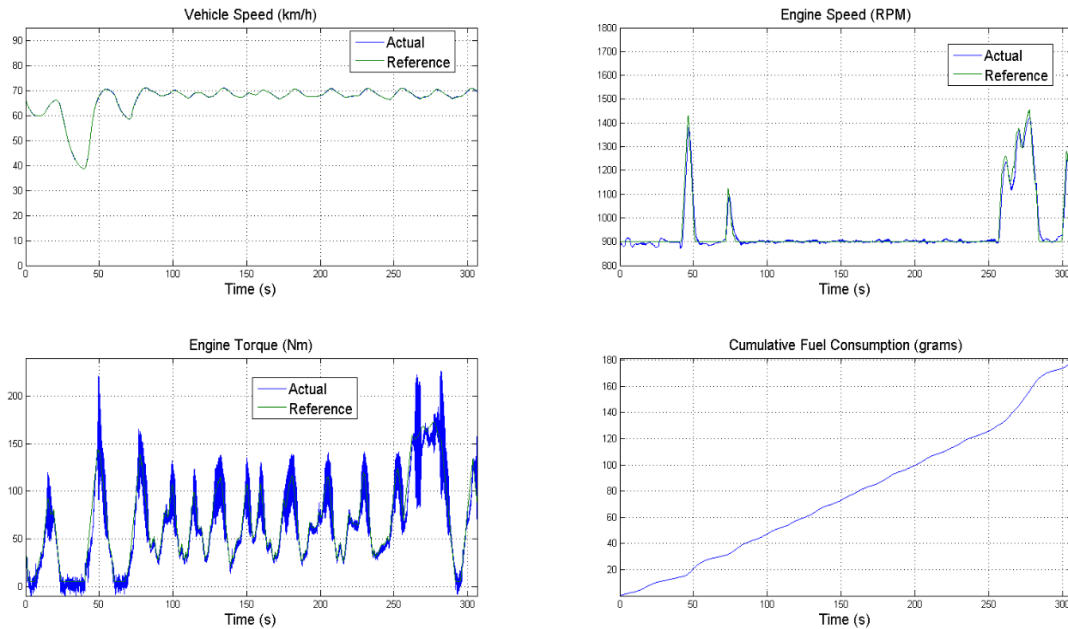 Vehicle Speed (km/h)
90
80
70
60
50
40
30
20
10
0
0 50 100 150 200 250 300
Time (s)
Actual
Reference
Engine Speed (RPM)
1800
1700
1600
1500
1400
1300
1200
1100
1000
900
800
0 50 100 150 200 250 300
Time (s)
Actual
Reference
Engine Torque (Nm)
200
150
100
50
0
0 50 100 150 200 250 300
Time (s)
Actual
Reference
Cumulative Fuel Consumption (grams)
180
160
140
120
100
80
60
40
20
0 50 100 150 200 250 300
Time (s)